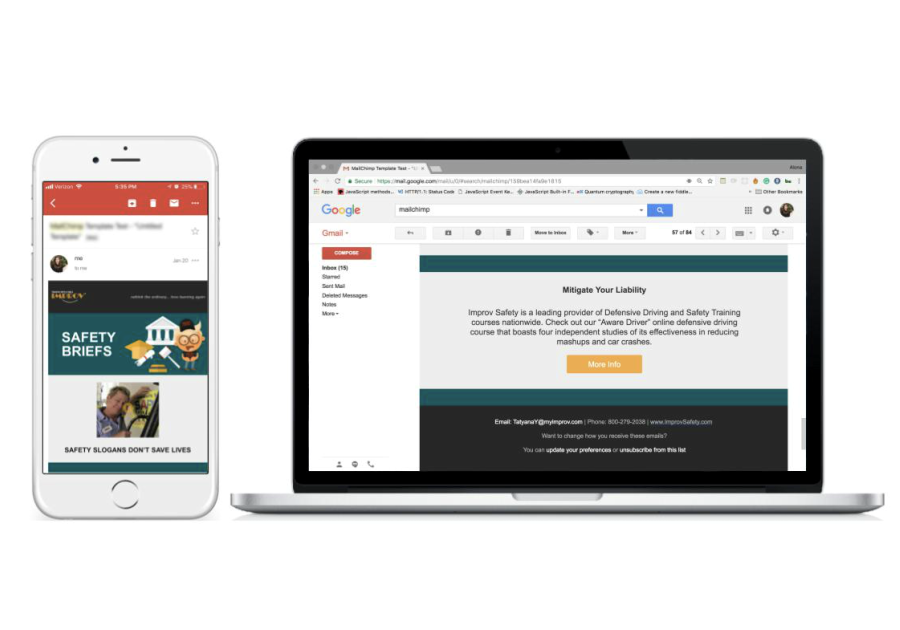 Verizon
5:35 PM
25%
MailChimp Template Test - "Untitled
Template"
me
to me
Jan 20
IMPROV
SAFETY
BRIEFS
SAFETY SLOGANS DON'T SAVE LIVES
MailChimp Template Test - "U
Secure https://mail.google.com/mail/u/0/#search/mailchimp/
Apps JavaScript methods... HTTP/1.1: Status Code JavaScript Event Ke... JavaScript Built-in F... Quantum cryptography Create a new fiddle... Other Bookmarks
Google
mailchimp
Gmail
Move to Inbox
More
57 of 84
COMPOSE
Inbox (15)
Starred
Sent Mail
Deleted Messages
Notes
More
Mitigate Your Liability
Improv Safety is a leading provider of Defensive Driving and Safety Training
courses nationwide. Check out our "Aware Driver" online defensive driving
course that boasts four independent studies of its effectiveness in reducing
mashups and car crashes.
More Info
Email: TatyanaY@myimprov.com | Phone: 800-279-2038 | www.ImprovSafety.com
Want to change how you receive these emails?
You can update your preferences or unsubscribe from this list